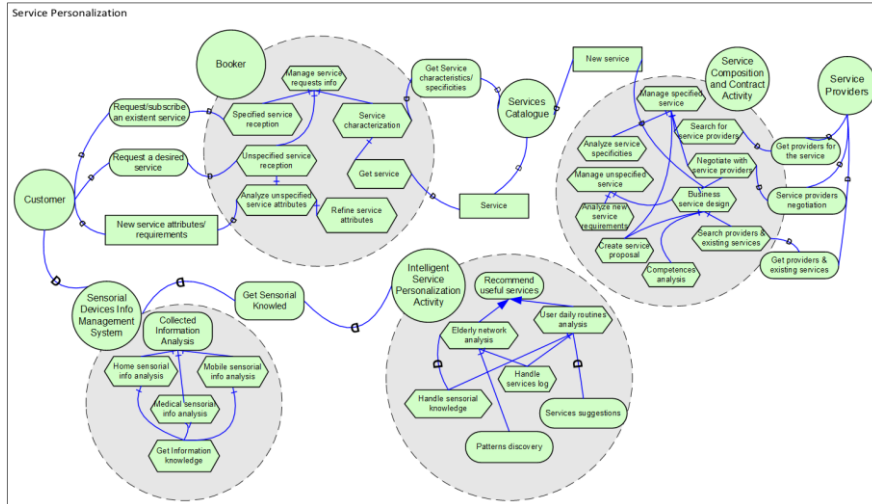 Service Personalization
Booker
Manage service
requests info
Get Service
characteristics/
specificities
New service
Service
Composition
and Contract
Activity
Service
Providers
Request/subscribe
an existent service
Specified service
reception
Service
characterization
Services
Catalogue
Manage specified
service
Search for
service providers
Analyze service
specificities
Get providers for
the service
Request a desired
service
Unspecified service
reception
Manage unspecified
service
Negotiate with
service providers
Customer
Get service
Analyze unspecified
service attributes
Business
service design
Service providers
negotiation
New service attributes/
requirements
Refine service
attributes
Service
Analyze new
service
requirements
Search providers
& existing services
Create service
proposal
Get providers &
existing services
Competences
analysis
Sensorial
Devices Info
Management
System
Get Sensorial
Knowled
Intelligent
Service
Personalization
Activity
Recommend
useful services
Collected
Information
Analysis
Elderly network
analysis
User daily routines
analysis
Home sensorial
info analysis
Mobile sensorial
info analysis
Handle
services log
Medical sensorial
info analysis
Handle sensorial
knowledge
Services
suggestions
Get Information
knowledge
Patterns discovery